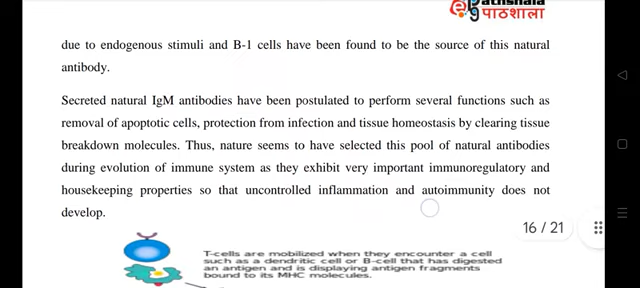 पाठशाला
due to endogenous stimuli and B-1 cells have been found to be the source of this natural
antibody.
Secreted natural IgM antibodies have been postulated to perform several functions such as
removal of apoptotic cells, protection from infection and tissue homeostasis by clearing tissue
breakdown molecules. Thus, nature seems to have selected this pool of natural antibodies
during evolution of immune system as they exhibit very important immunoregulatory and
housekeeping properties so that uncontrolled inflammation and autoimmunity does not
develop.
16 / 21
T-cells are mobilized when they encounter a cell
such as a dendritic cell or B-cell that has digested
an antigen and is displaying antigen fragments
bound to its MHC molecules.